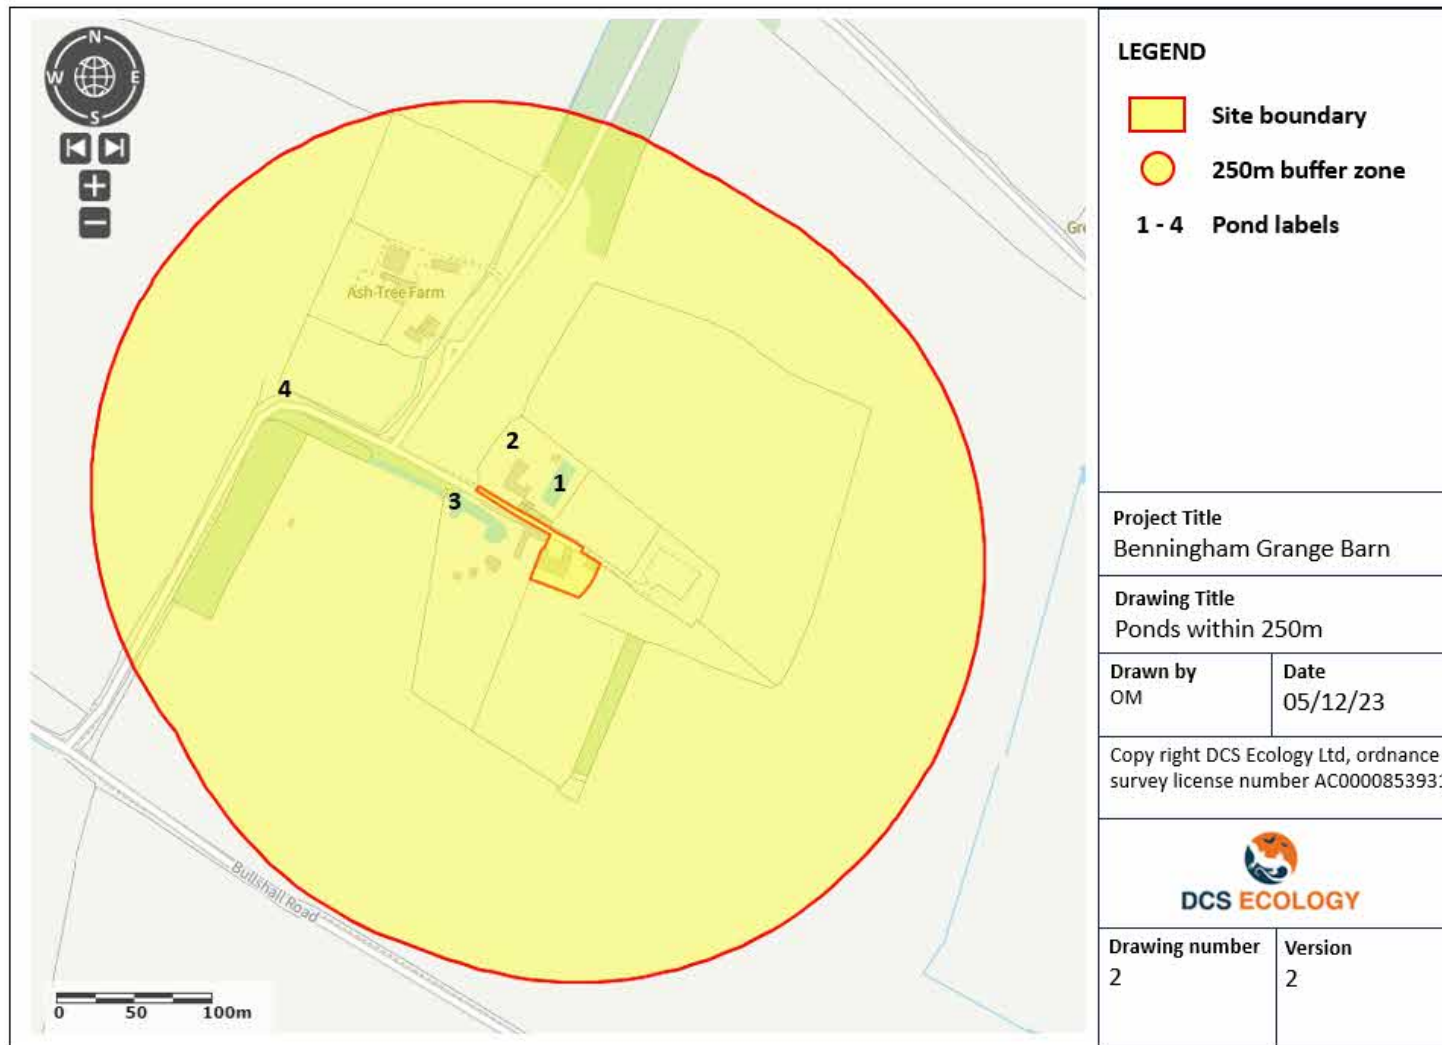 N
W
E
S
Gre
Ash Tree Farm
4
2
1
3
Bullshall Road
0 50 100m
LEGEND
Site boundary
250m buffer zone
1 - 4 Pond labels
Project Title
Benningham Grange Barn
Drawing Title
Ponds within 250m
Drawn by
OM
Date
05/12/23
Copy right DCS Ecology Ltd, ordnance
survey license number AC0000853931
DCS ECOLOGY
Drawing number
2
Version
2